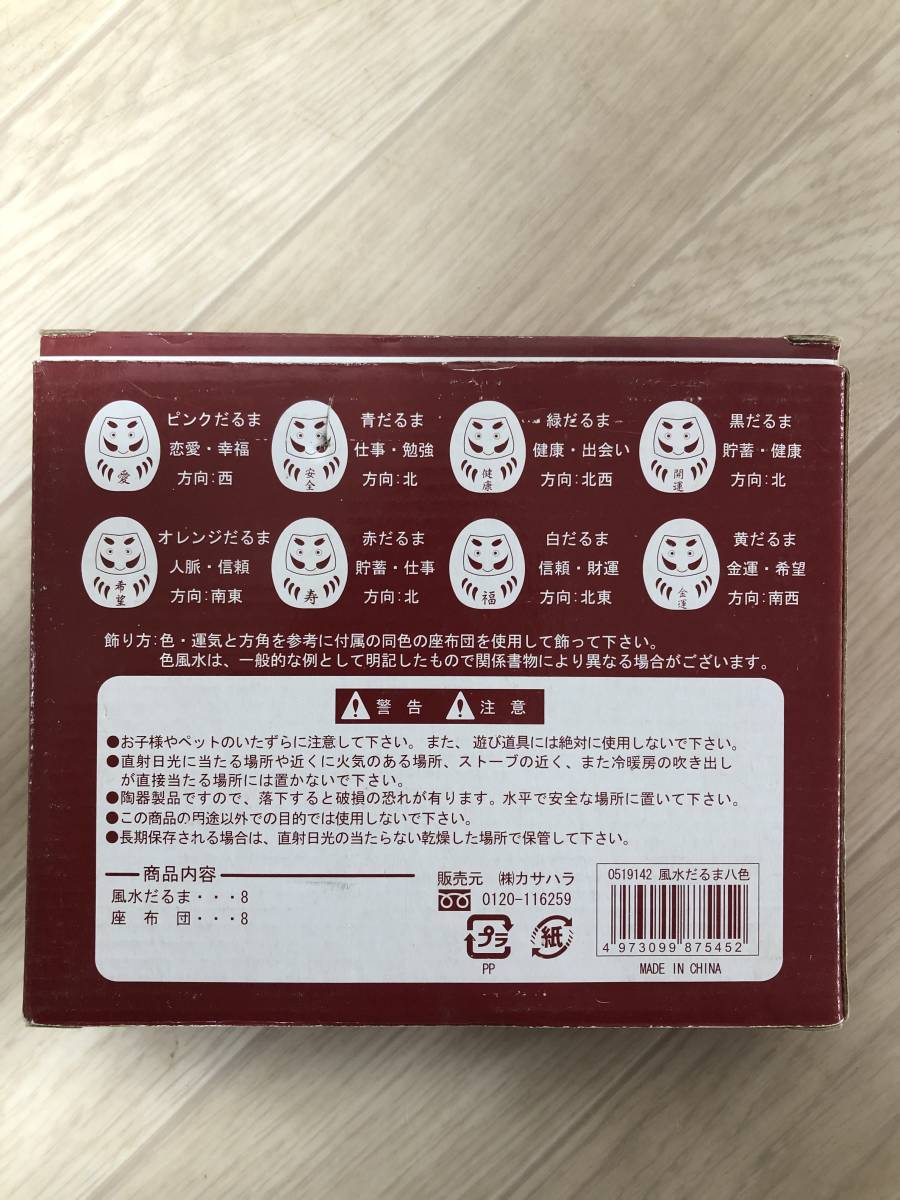 ピンクだるま
恋愛・幸福
方向:西
愛
青だるま
仕事・勉強
方向:北
安全
緑だるま
健康・出会い
方向:北西
健康
黒だるま
貯蓄・健康
方向:北
開運
オレンジだるま
人脈・信頼
方向:南東
希望
赤だるま
貯蓄・仕事
方向:北
寿
白だるま
信頼・財運
方向:北東
福
黄だるま
金運・希望
方向:南西
金運
飾り方:色・運気と方角を参考に付属の同色の座布団を使用して飾って下さい。
色風水は、一般的な例として明記したもので関係書物により異なる場合がございます。
警告 注意
●お子様やペットのいたずらに注意して下さい。また、遊び道具には絶対に使用しないで下さい。
●直射日光に当たる場所や近くに火気のある場所、ストーブの近く、また冷暖房の吹き出し
が直接当たる場所には置かないで下さい。
●陶器製品ですので、落下すると破損の恐れが有ります。水平で安全な場所に置いて下さい。
●この商品の用途以外での目的では使用しないで下さい。
●長期保存される場合は、直射日光の当たらない乾燥した場所で保管して下さい。
商品内容
風水だるま・・・8
座布団・・・8
販売元 ㈱カサハラ
0120-116259
プラ
PP
紙
0519142 風水だるま八色
4 973099 875452
MADE IN CHINA